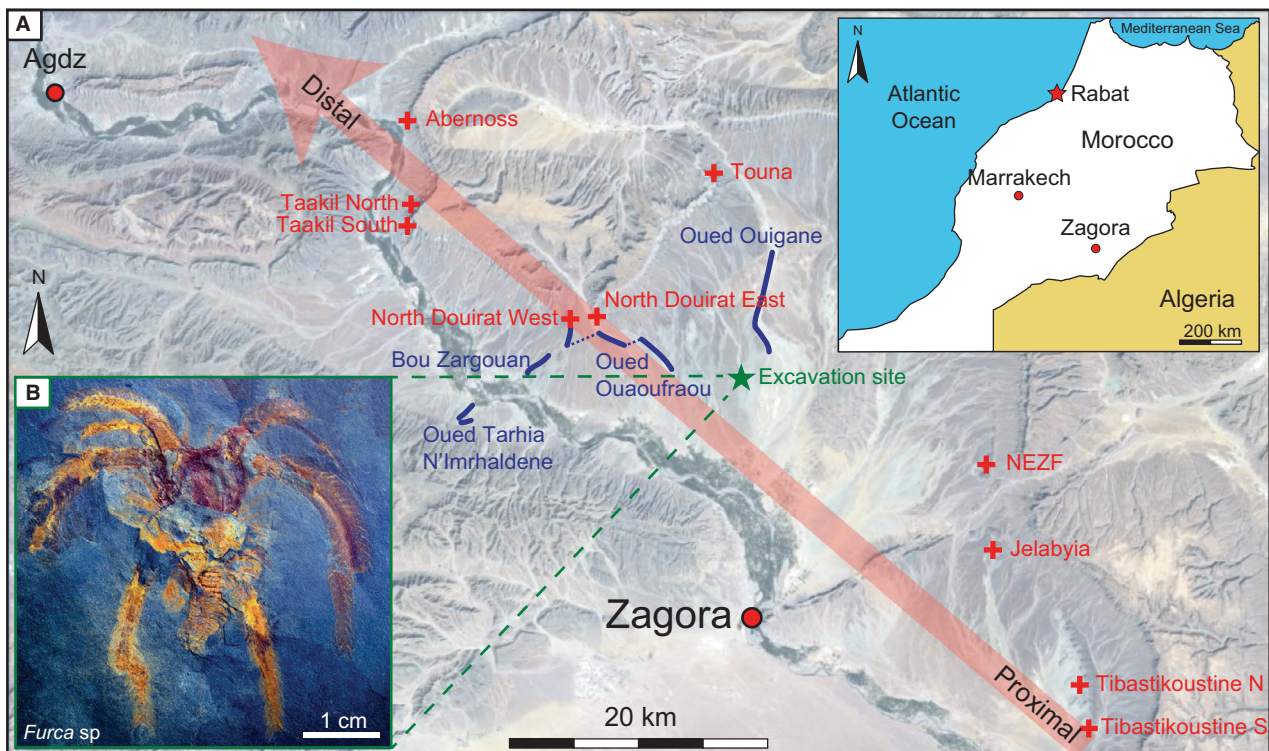 A
Agdz
Distal
Abernoss
Touna
Taakil North
Taakil South
Oued Ouigane
N
North Douirat East
North Douirat West
Bou Zargouan
Oued
Ouaoufraou
Excavation site
Oued Tarhia
N'Imrhaldene
NEZF
Jelabyia
Zagora
Proximal
Tibastikoustine N
Tibastikoustine S
20 km
N
Mediterranean Sea
Atlantic
Ocean
Rabat
Morocco
Marrakech
Zagora
Algeria
200 km
B
Furca sp
1 cm